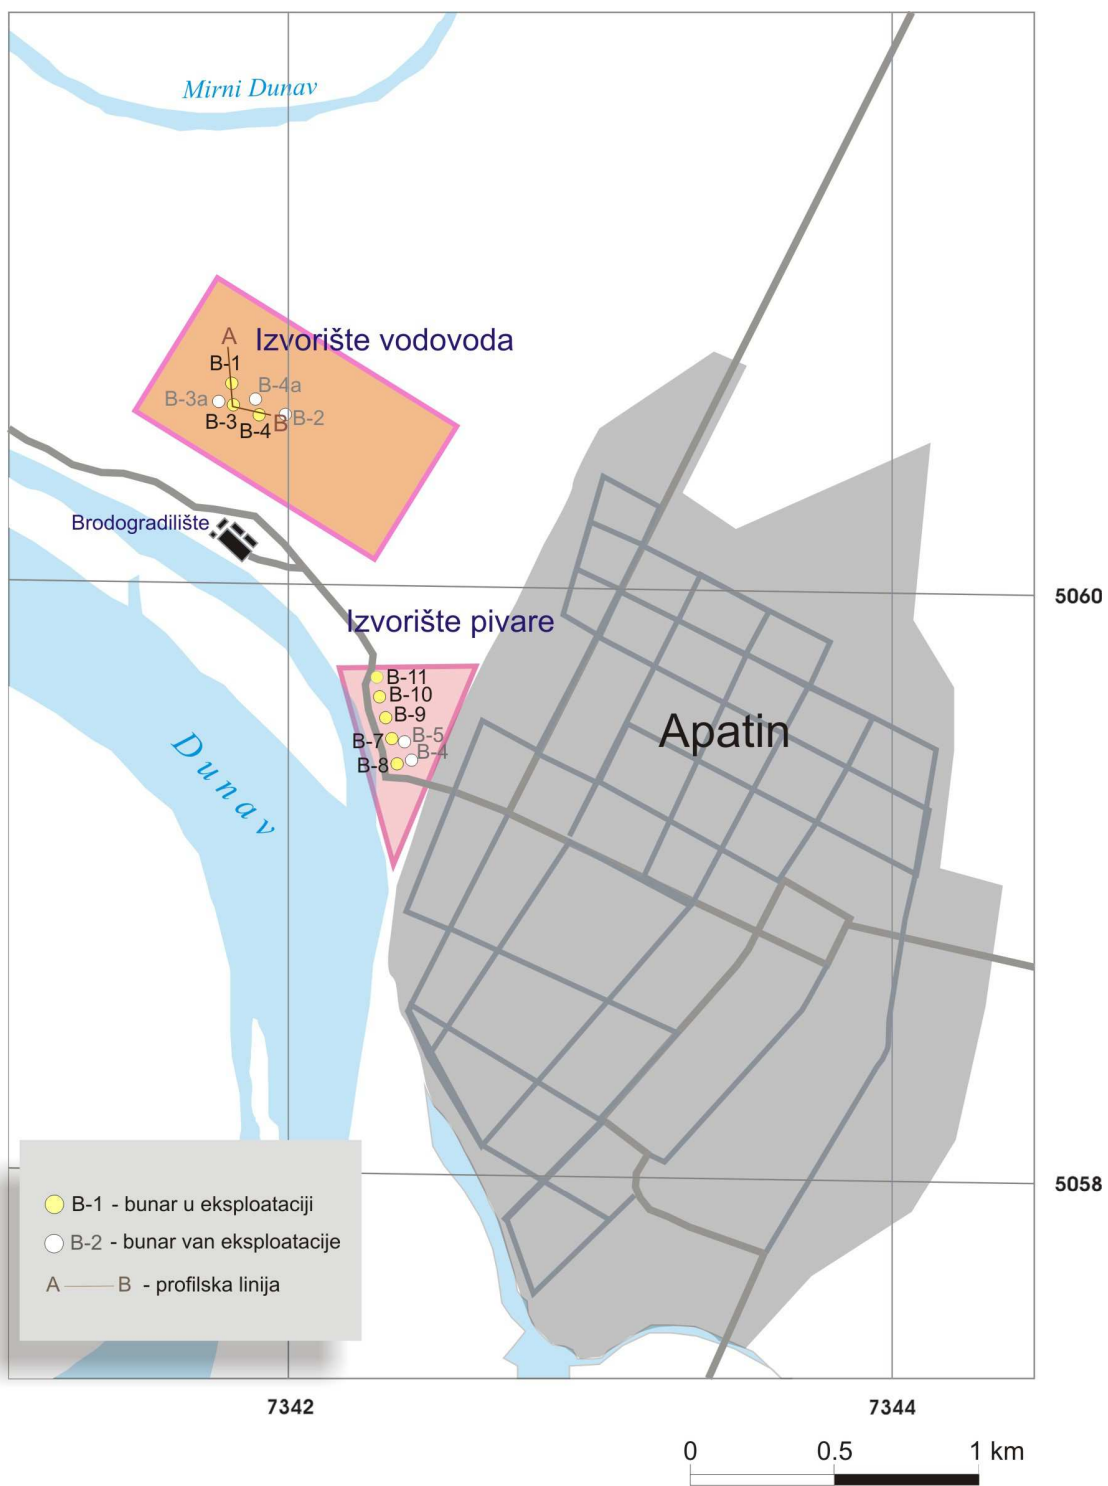 Mirni Dunav
A
Izvorište vodovoda
B-1
B-4a
B-3a
B-3
B-4
B
B-2
Brodogradilište
5060
Izvorište pivare
B-11
B-10
B-9
B-7
B-5
B-4
B-8
Apatin
Dunav
5058
B-1 - bunar u eksploataciji
B-2 - bunar van eksploatacije
A B - profilska linija
7342
7344
0 0.5 1 km